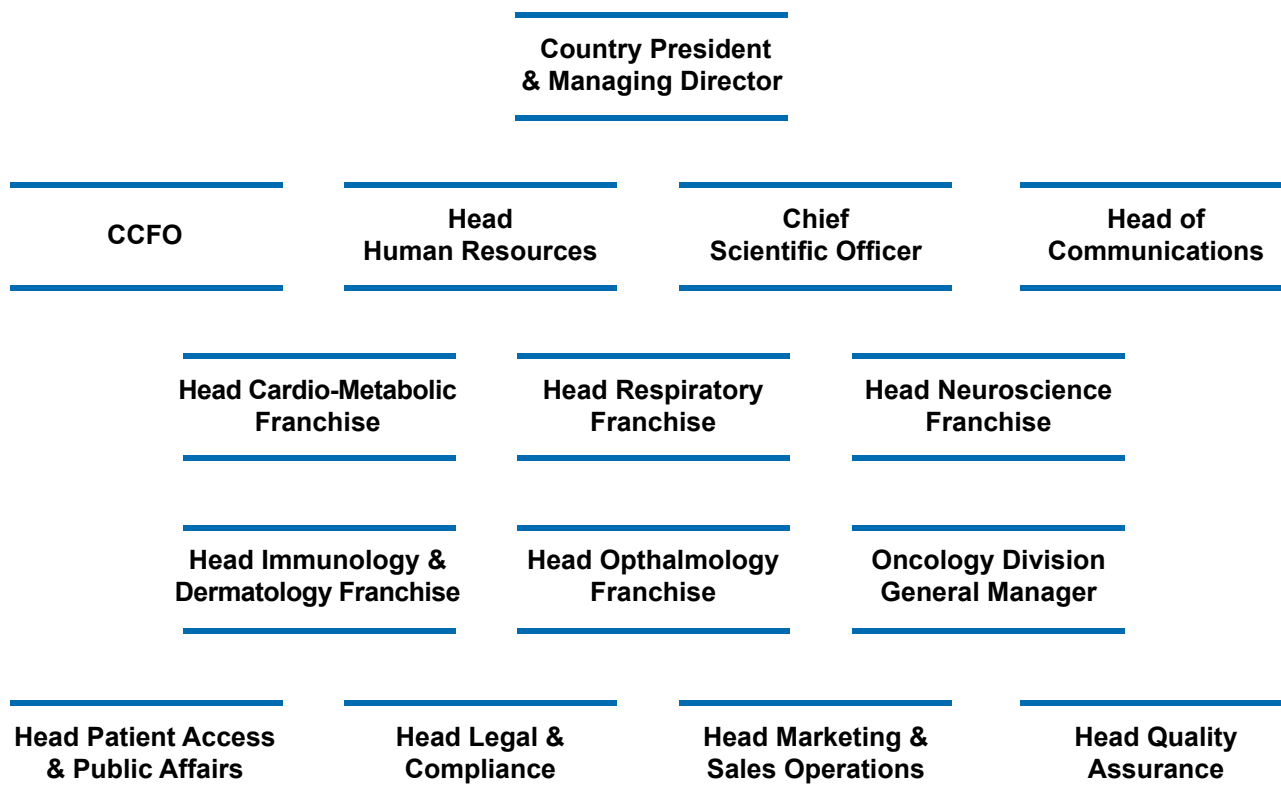 Country President
& Managing Director
CCFO
Head
Human Resources
Chief
Scientific Officer
Head of
Communications
Head Cardio-Metabolic
Franchise
Head Respiratory
Franchise
Head Neuroscience
Franchise
Head Immunology &
Dermatology Franchise
Head Opthalmology
Franchise
Oncology Division
General Manager
Head Patient Access
& Public Affairs
Head Legal &
Compliance
Head Marketing &
Sales Operations
Head Quality
Assurance